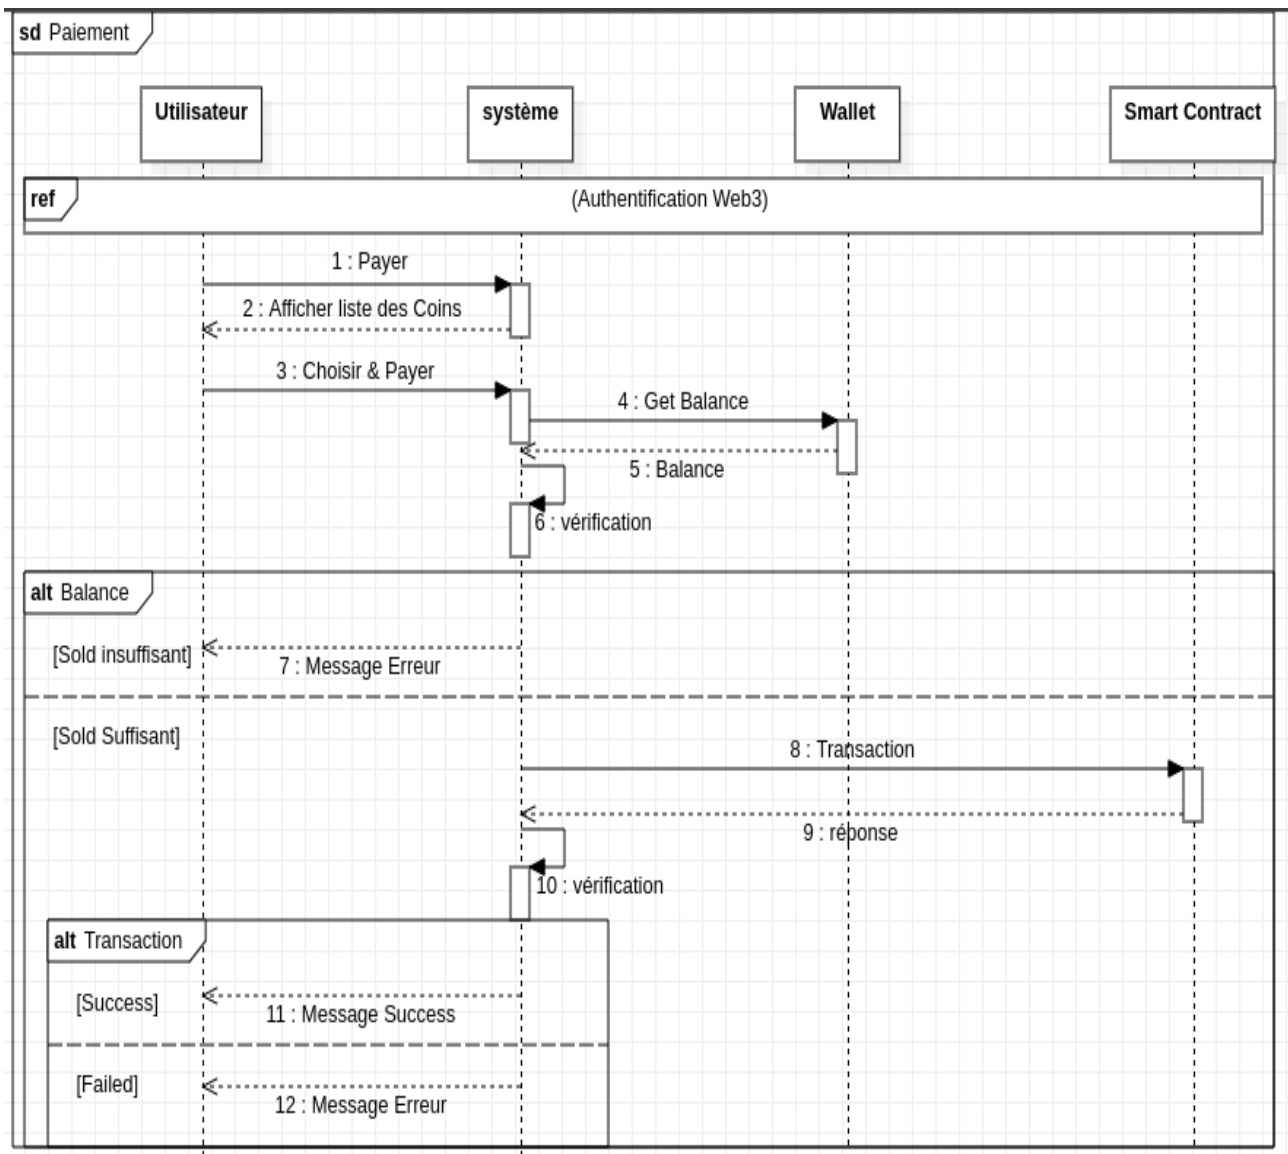 sd Paiement
Utilisateur
système
Wallet
Smart Contract
ref
(Authentification Web3)
1 : Payer
2 : Afficher liste des Coins
3 : Choisir & Payer
4 : Get Balance
5 : Balance
6 : vérification
alt Balance
[Sold insuffisant]
7 : Message Erreur
[Sold Suffisant]
8 : Transaction
9 : réponse
10 : vérification
alt Transaction
[Success]
11 : Message Success
[Failed]
12 : Message Erreur